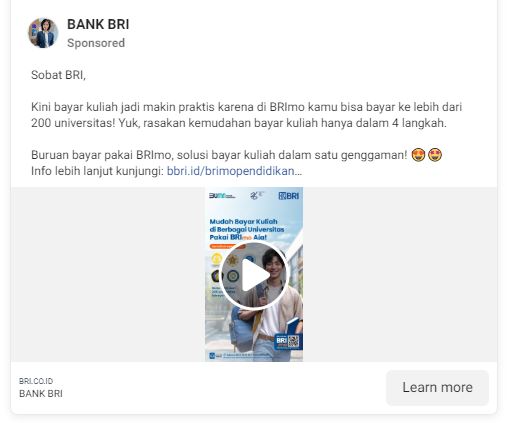 BANK BRI
Sponsored
Sobat BRI,
Kini bayar kuliah jadi makin praktis karena di BRImo kamu bisa bayar ke lebih dari
200 universitas! Yuk, rasakan kemudahan bayar kuliah hanya dalam 4 langkah.
Buruan bayar pakai BRImo, solusi bayar kuliah dalam satu genggaman! 🤩🤩
Info lebih lanjut kunjungi: bbri.id/brimopendidikan...
BRI
Mudah Bayar Kuliah
di Berbagai Universitas
Pakai BRImo Aja!
BRI
BRI.CO.ID
BANK BRI
Learn more